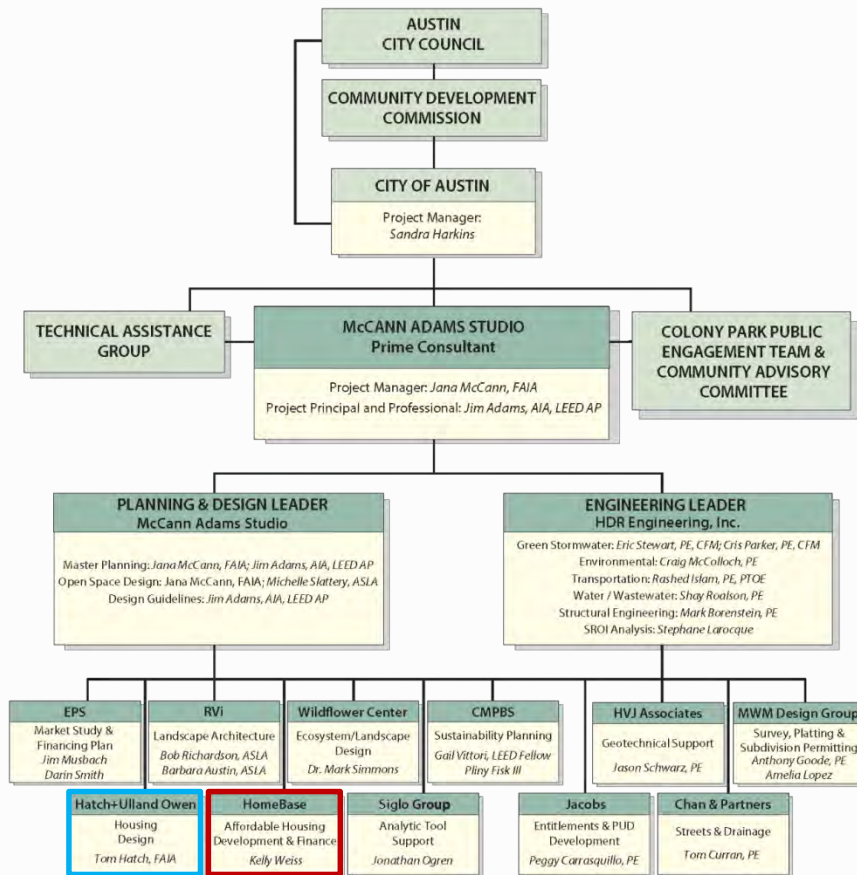 AUSTIN
CITY COUNCIL
COMMUNITY DEVELOPMENT
COMMISSION
CITY OF AUSTIN
Project Manager:
Sandra Harkins
TECHNICAL ASSISTANCE
GROUP
McCANN ADAMS STUDIO
Prime Consultant
Project Manager: Jana McCann, FAIA
Project Principal and Professional: Jim Adams, AIA, LEED AP
COLONY PARK PUBLIC
ENGAGEMENT TEAM &
COMMUNITY ADVISORY
COMMITTEE
PLANNING & DESIGN LEADER
McCann Adams Studio
Master Planning: Jana McCann, FAIA; Jim Adams, AIA, LEED AP
Open Space Design: Jana McCann, FAIA; Michelle Slattery, ASLA
Design Guidelines: Jim Adams, AIA, LEED AP
ENGINEERING LEADER
HDR Engineering, Inc.
Green Stormwater: Eric Stewart, PE, CFM; Cris Parker, PE, CFM
Environmental: Craig McColloch, PE
Transportation: Rashed Islam, PE, PTOE
Water / Wastewater: Shay Roalson, PE
Structural Engineering: Mark Borenstein, PE
SROI Analysis: Stephane Larocque
EPS
Market Study &
Financing Plan
Jim Musbach
Darin Smith
RVi
Landscape Architecture
Bob Richardson, ASLA
Barbara Austin, ASLA
Wildflower Center
Ecosystem/Landscape
Design
Dr. Mark Simmons
CMPBS
Sustainability Planning
Gail Vittori, LEED Fellow
Pliny Fisk III
HVJ Associates
Geotechnical Support
Jason Schwarz, PE
MWM Design Group
Survey, Platting &
Subdivision Permitting
Anthony Goode, PE
Amelia Lopez
Hatch+Ulland Owen
Housing
Design
Tom Hatch, FAIA
HomeBase
Affordable Housing
Development & Finance
Kelly Weiss
Siglo Group
Analytic Tool
Support
Jonathan Ogren
Jacobs
Entitlements & PUD
Development
Peggy Carrasquillo, PE
Chan & Partners
Streets & Drainage
Tom Curran, PE